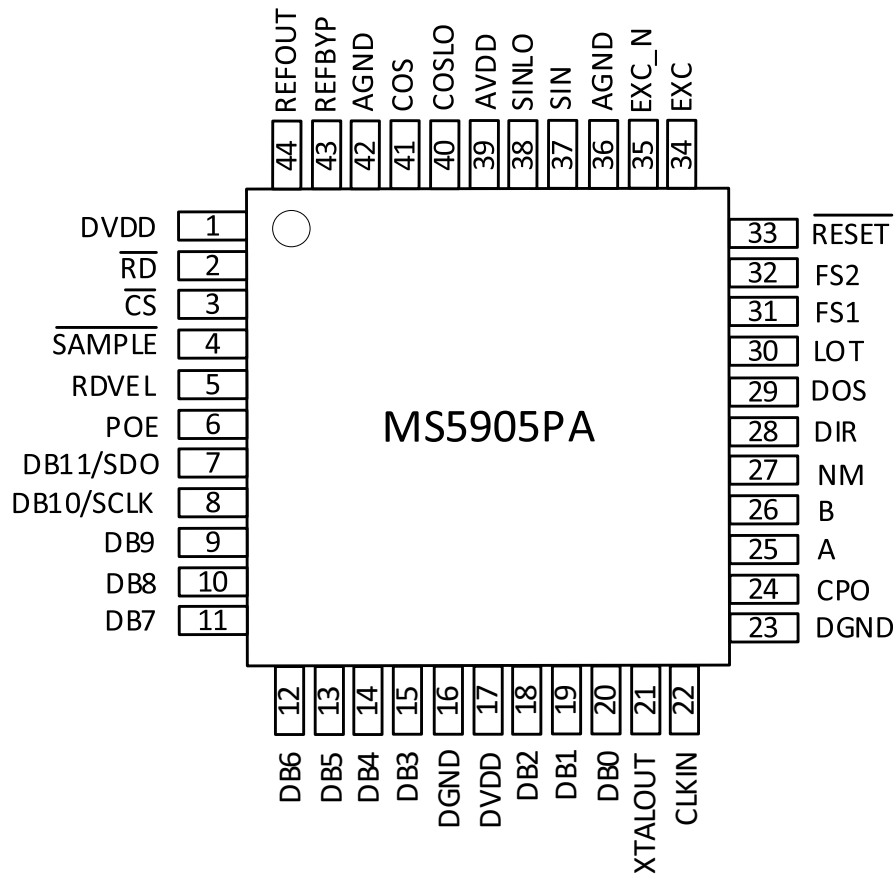 REFOUT
REFBYP
AGND
COS
COSLO
AVDD
SINLO
SIN
AGND
EXC_N
EXC
44
43
42
41
40
39
38
37
36
35
34
DVDD 1
RD 2
CS 3
SAMPLE 4
RDVEL 5
POE 6
DB11/SDO 7
DB10/SCLK 8
DB9 9
DB8 10
DB7 11
MS5905PA
33 RESET
32 FS2
31 FS1
30 LOT
29 DOS
28 DIR
27 NM
26 B
25 A
24 CPO
23 DGND
12
13
14
15
16
17
18
19
20
21
22
DB6
DB5
DB4
DB3
DGND
DVDD
DB2
DB1
DB0
XTALOUT
CLKIN